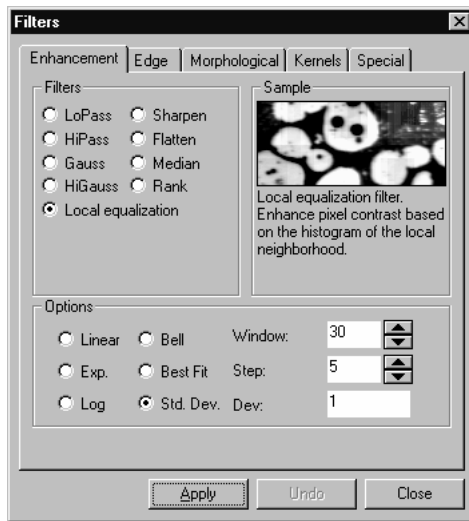 Filters
Enhancement Edge Morphological Kernels Special
Filters
LoPass Sharpen
HiPass Flatten
Gauss Median
HiGauss Rank
Local equalization
Sample
Local equalization filter.
Enhance pixel contrast based
on the histogram of the local
neighborhood.
Options
Linear Bell Window: 30
Exp. Best Fit Step: 5
Log Std. Dev. Dev: 1
Apply Undo Close